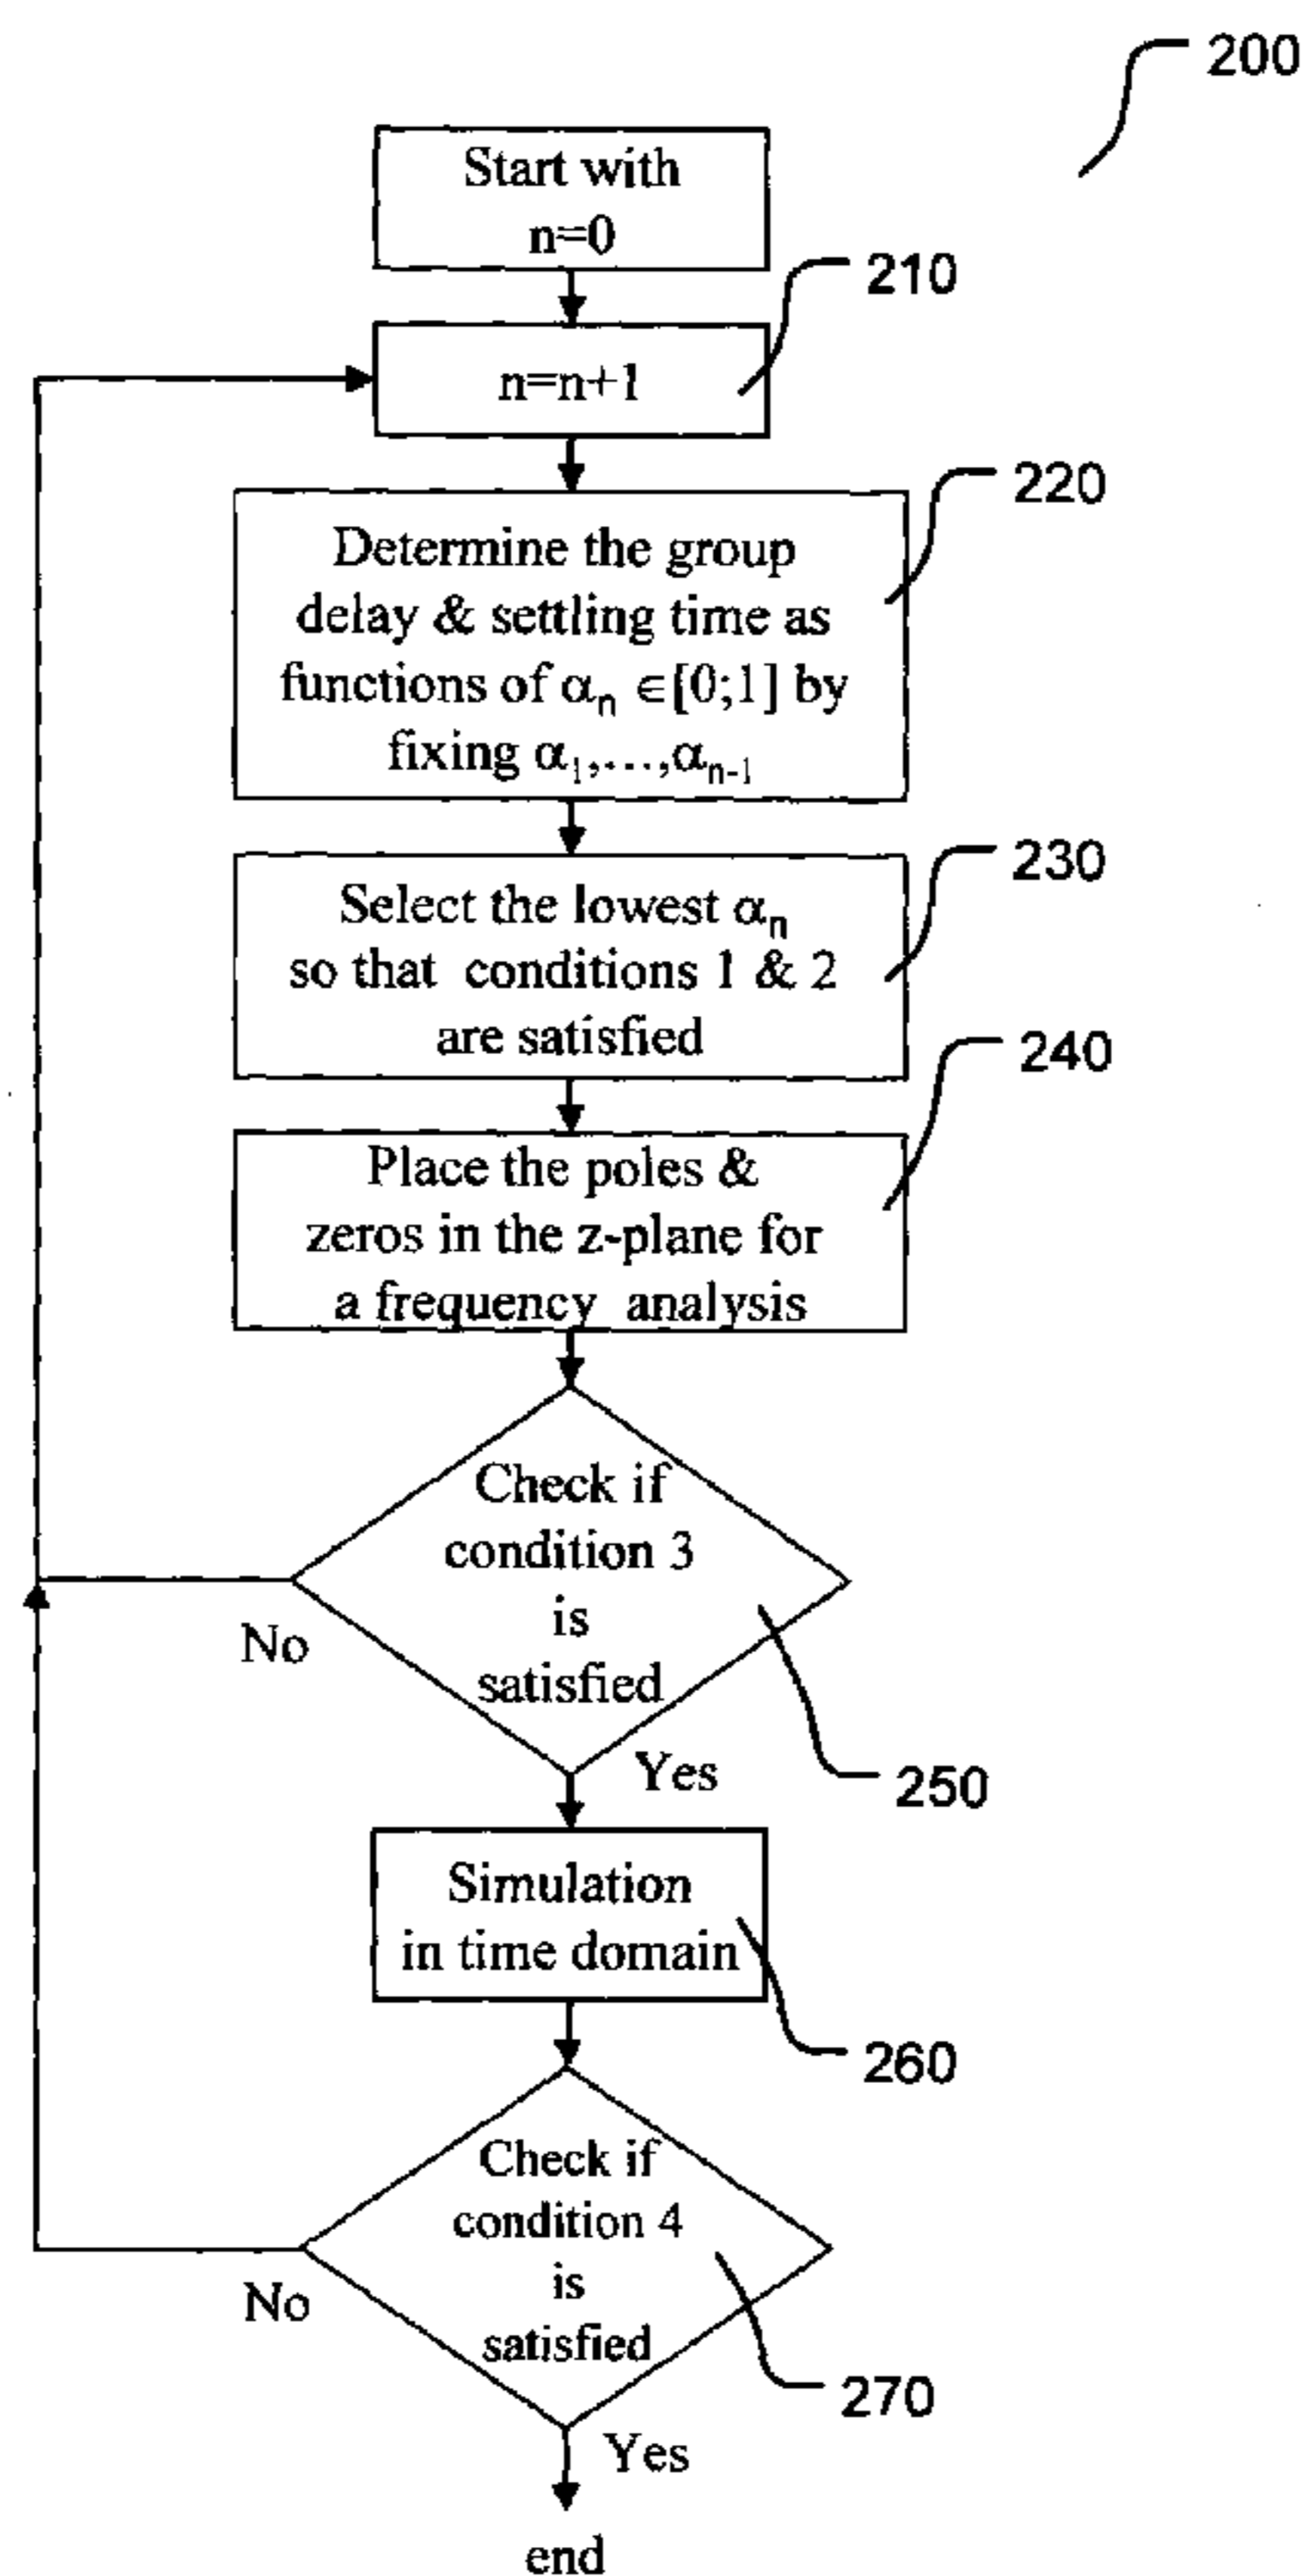 200
Start with
n=0
210
n=n+1
220
Determine the group
delay & settling time as
functions of αn ∈[0;1] by
fixing α1,...,αn-1
230
Select the lowest αn
so that conditions 1 & 2
are satisfied
240
Place the poles &
zeros in the z-plane for
a frequency analysis
Check if
condition 3
is
satisfied
No
Yes
250
Simulation
in time domain
260
Check if
condition 4
is
satisfied
No
270
Yes
end